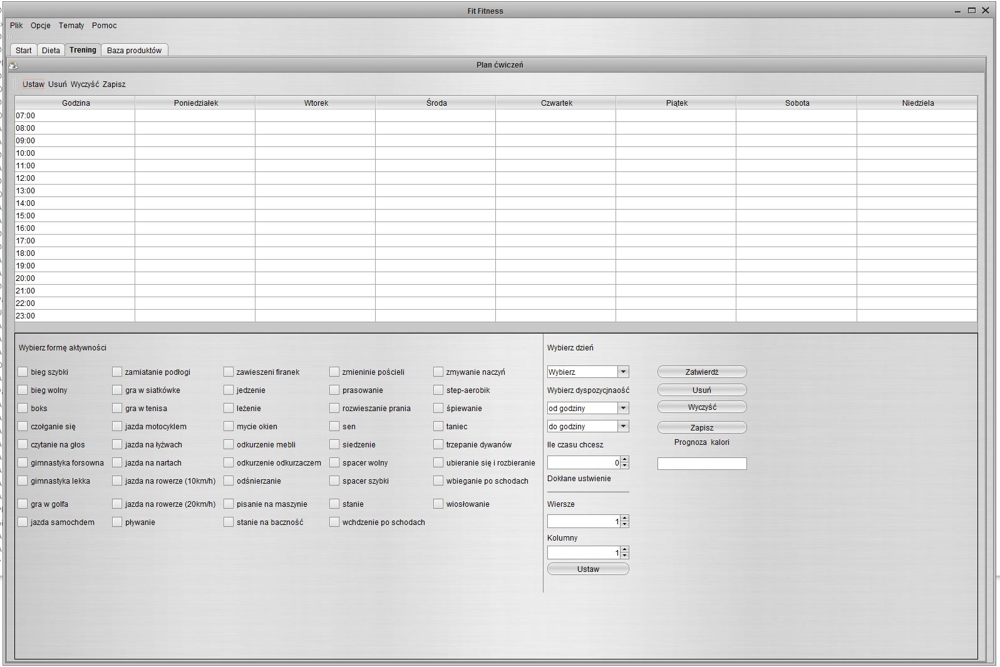 Fit Fitness
Plik Opcje Tematy Pomoc
Start Dieta Trening Baza produktów
Plan ćwiczeń
Ustaw Usuń Wyczyść Zapisz
Godzina Poniedziałek Wtorek Środa Czwartek Piątek Sobota Niedziela
07:00
08:00
09:00
10:00
11:00
12:00
13:00
14:00
15:00
16:00
17:00
18:00
19:00
20:00
21:00
22:00
23:00
Wybierz formę aktywności
bieg szybki zamiatanie podłogi zawieszeni firanek zmieninie pościeli zmywanie naczyń
bieg wolny gra w siatkówke jedzenie prasowanie step-aerobik
boks gra w tenisa leżenie rozwieszanie prania śpiewanie
czołganie się jazda motocyklem mycie okien sen taniec
czytanie na głos jazda na łyżwach odkurzenie mebli siedzenie trzepanie dywanów
gimnastyka forsowna jazda na nartach odkurzenie odkurzaczem spacer wolny ubieranie się i rozbieranie
gimnastyka lekka jazda na rowerze (10km/h) odśnierzanie spacer szybki wbieganie po schodach
gra w golfa jazda na rowerze (20km/h) pisanie na maszynie stanie wiosłowanie
jazda samochdem pływanie stanie na baczność wchdzenie po schodach
Wybierz dzień
Wybierz
Wybierz dyspozycjnaość
od godziny
do godziny
Ile czasu chcesz
0
Dokłane ustwienie
Wiersze
1
Kolumny
1
Ustaw
Zatwierdż
Usuń
Wyczyść
Zapisz
Prognoza kalori